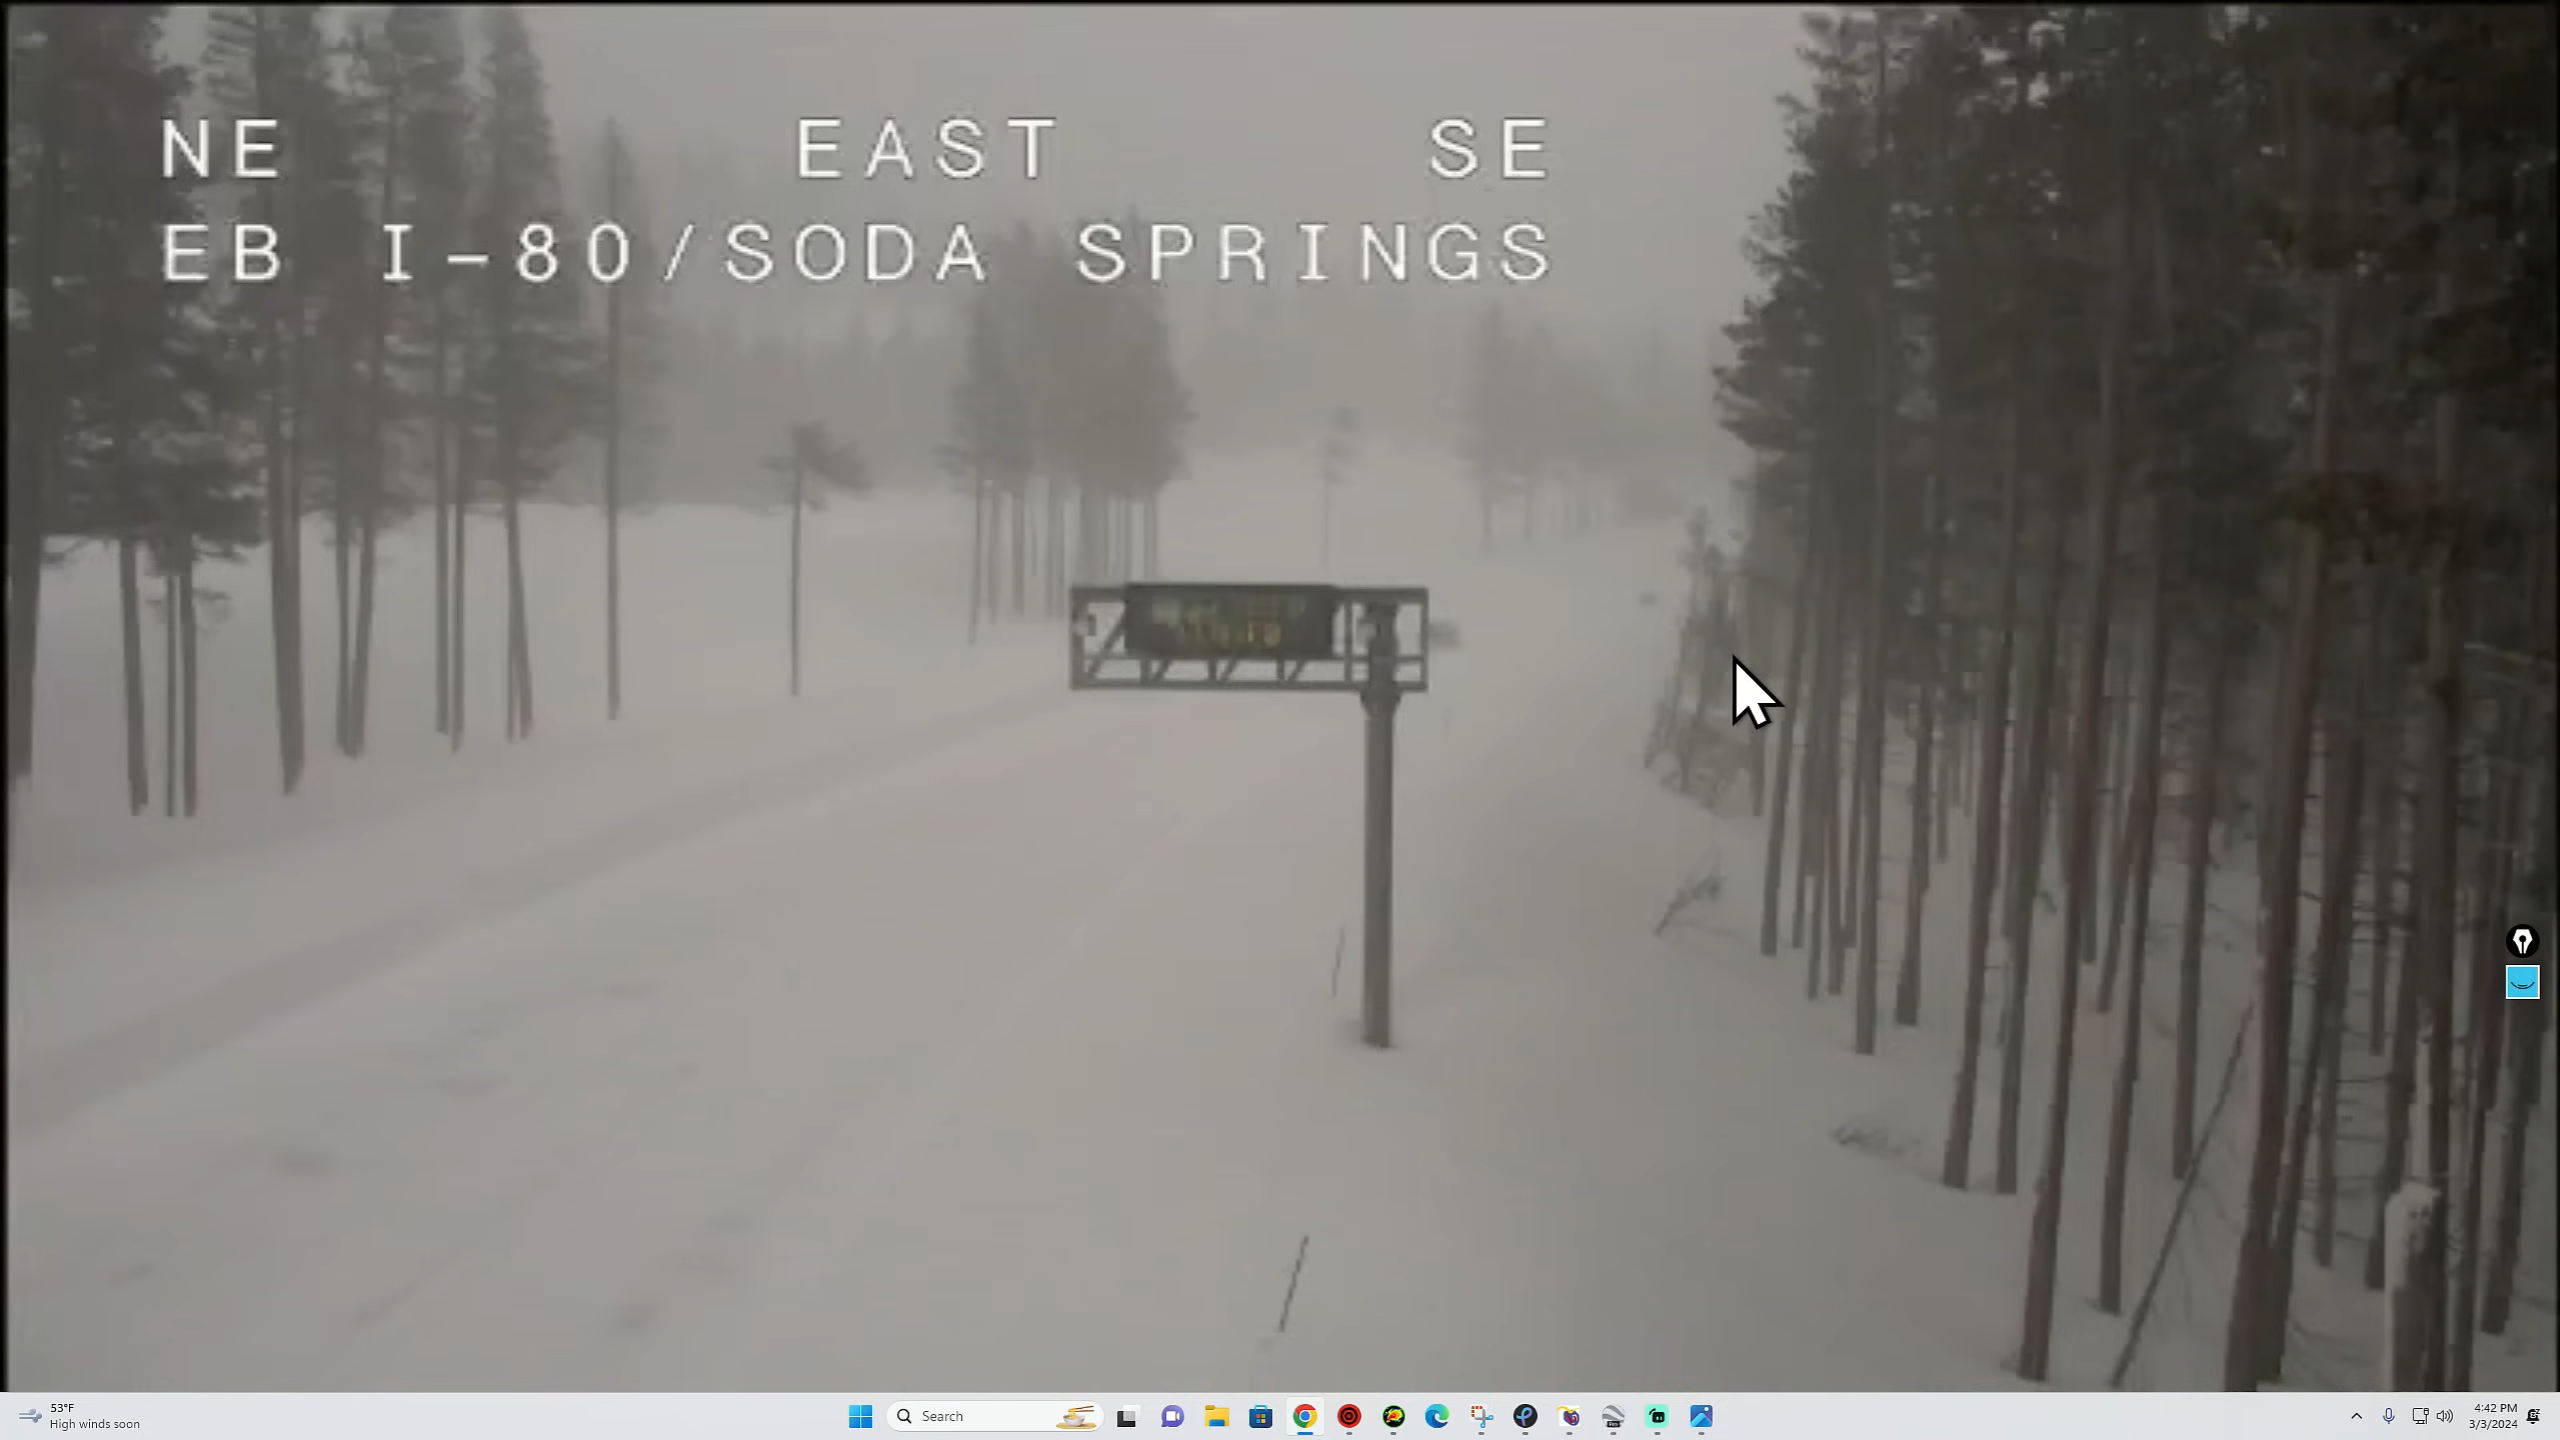 NE EAST SE
EB I-80/SODA SPRINGS
53°F
High winds soon
Search
4:42 PM
3/3/2024